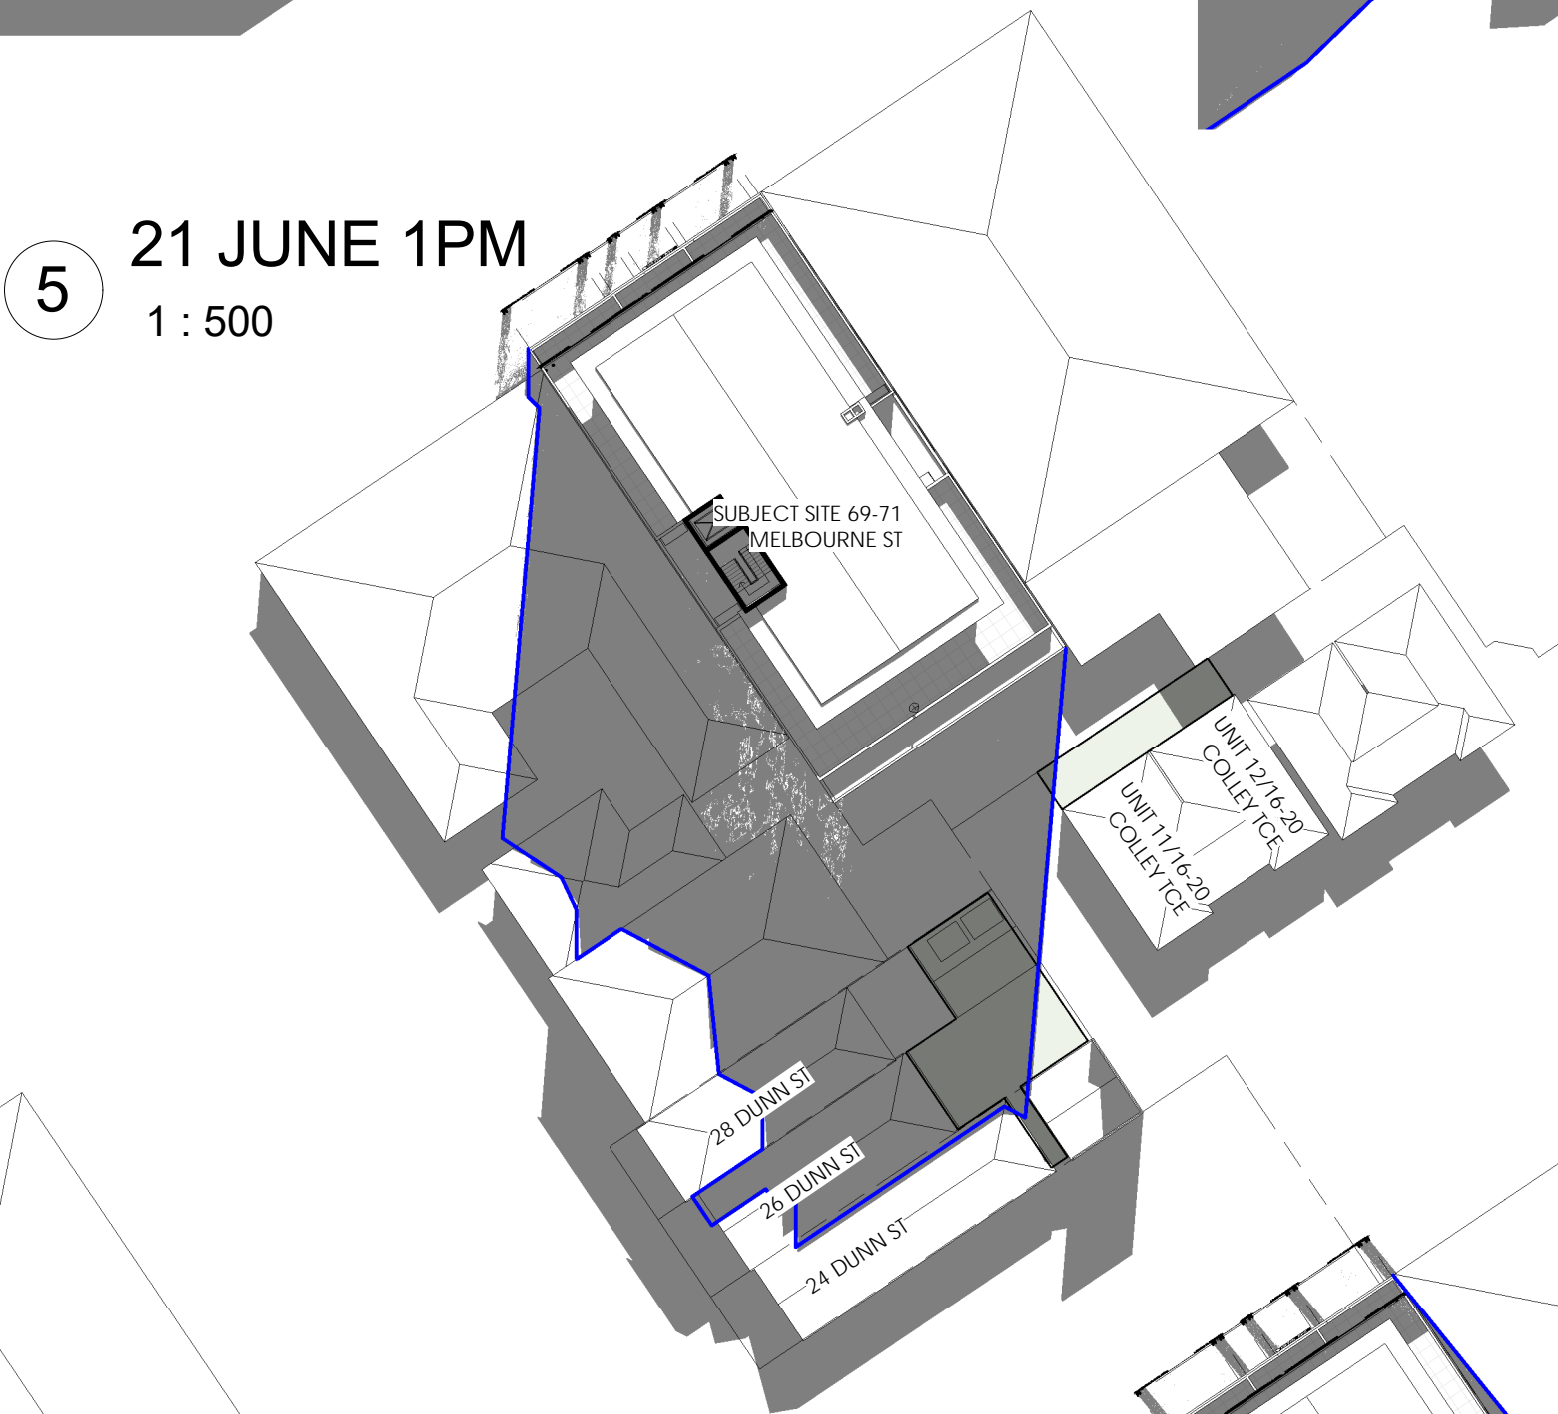 5
21 JUNE 1PM
1 : 500
SUBJECT SITE 69-71
MELBOURNE ST
UNIT 12/16-20
COLLEY TCE
UNIT 11/16-20
COLLEY TCE
28 DUNN ST
26 DUNN ST
24 DUNN ST